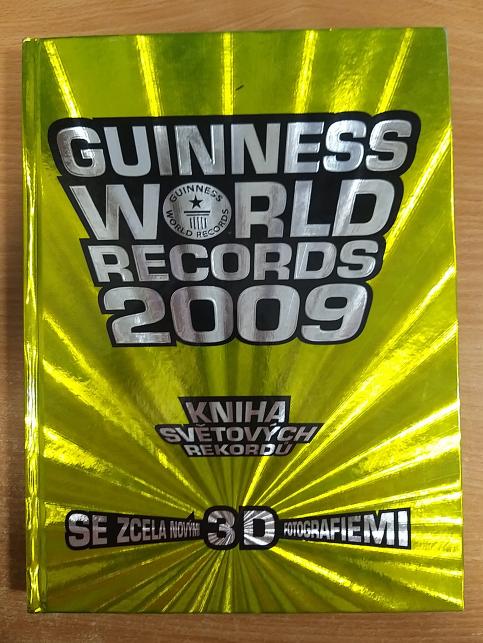 GUINNESS
WORLD
GUINNESS
WORLD RECORDS
RECORDS
2009
KNIHA
SVĚTOVÝCH
REKORDŮ
SE ZCELA NOVÝMI 3D FOTOGRAFIEMI